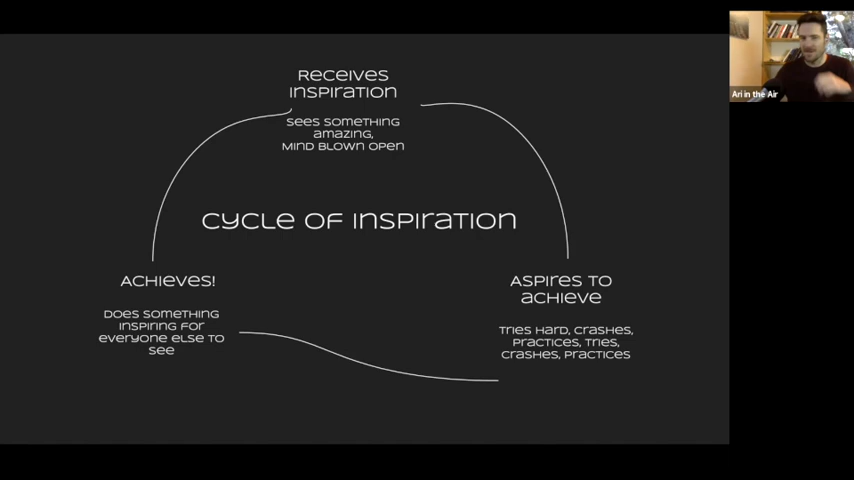 Receives
Inspiration
Sees something
amazing,
Mind blown open
Cycle of Inspiration
Achieves!
Does something
inspiring for
everyone else to
see
Aspires to
achieve
Tries hard, crashes,
practices, tries,
crashes, practices
Ari in the Air